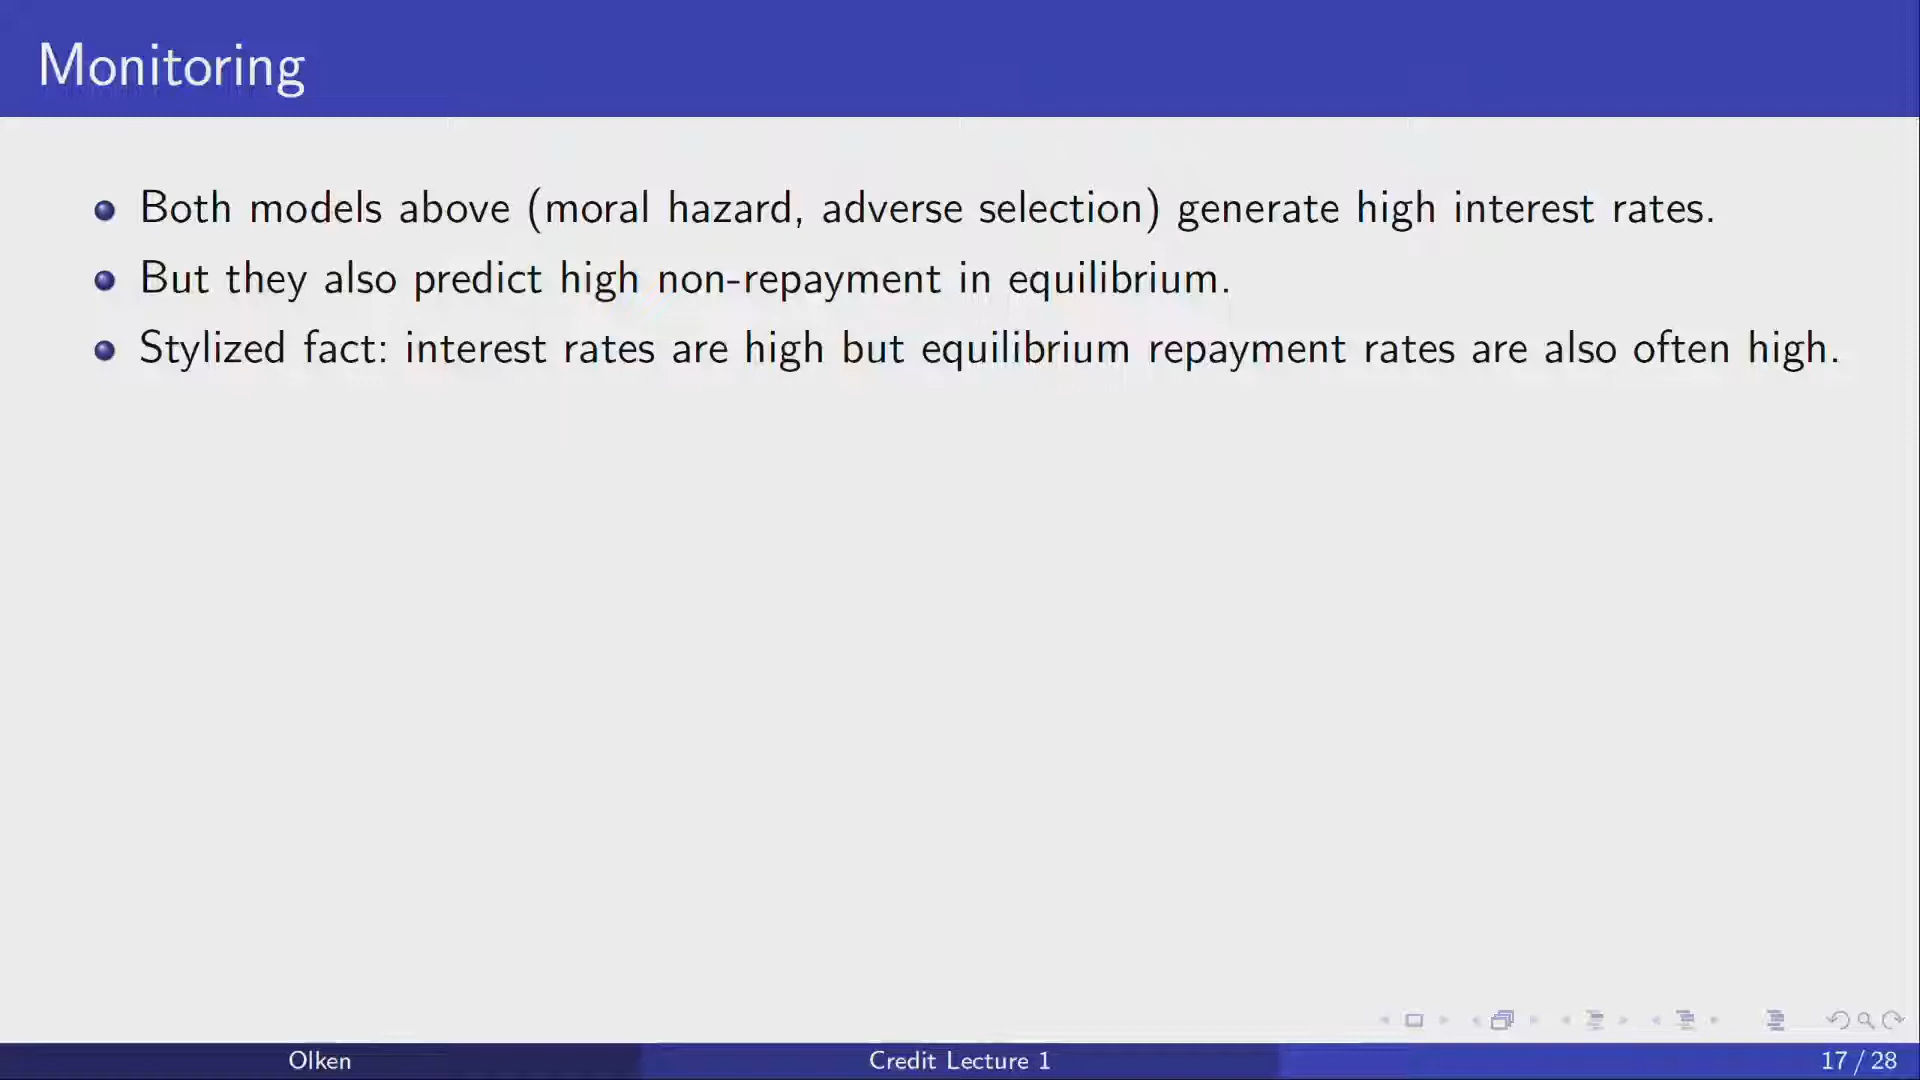 Monitoring
Both models above (moral hazard, adverse selection) generate high interest rates.
But they also predict high non-repayment in equilibrium.
Stylized fact: interest rates are high but equilibrium repayment rates are also often high.
Olken
Credit Lecture 1
17 / 28